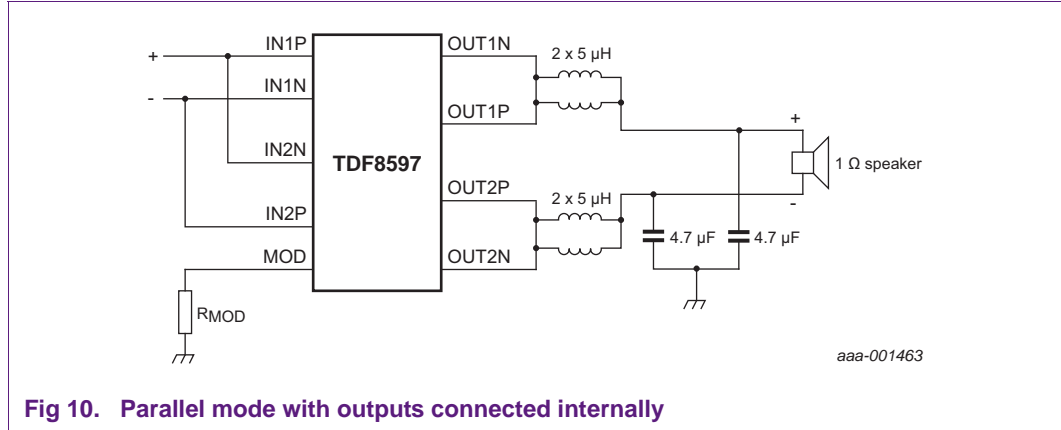 +
-
IN1P
IN1N
IN2N
IN2P
MOD
RMOD
TDF8597
OUT1N
OUT1P
OUT2P
OUT2N
2 x 5 μH
2 x 5 μH
4.7 μF
4.7 μF
+
-
1 Ω speaker
aaa-001463
Fig 10. Parallel mode with outputs connected internally